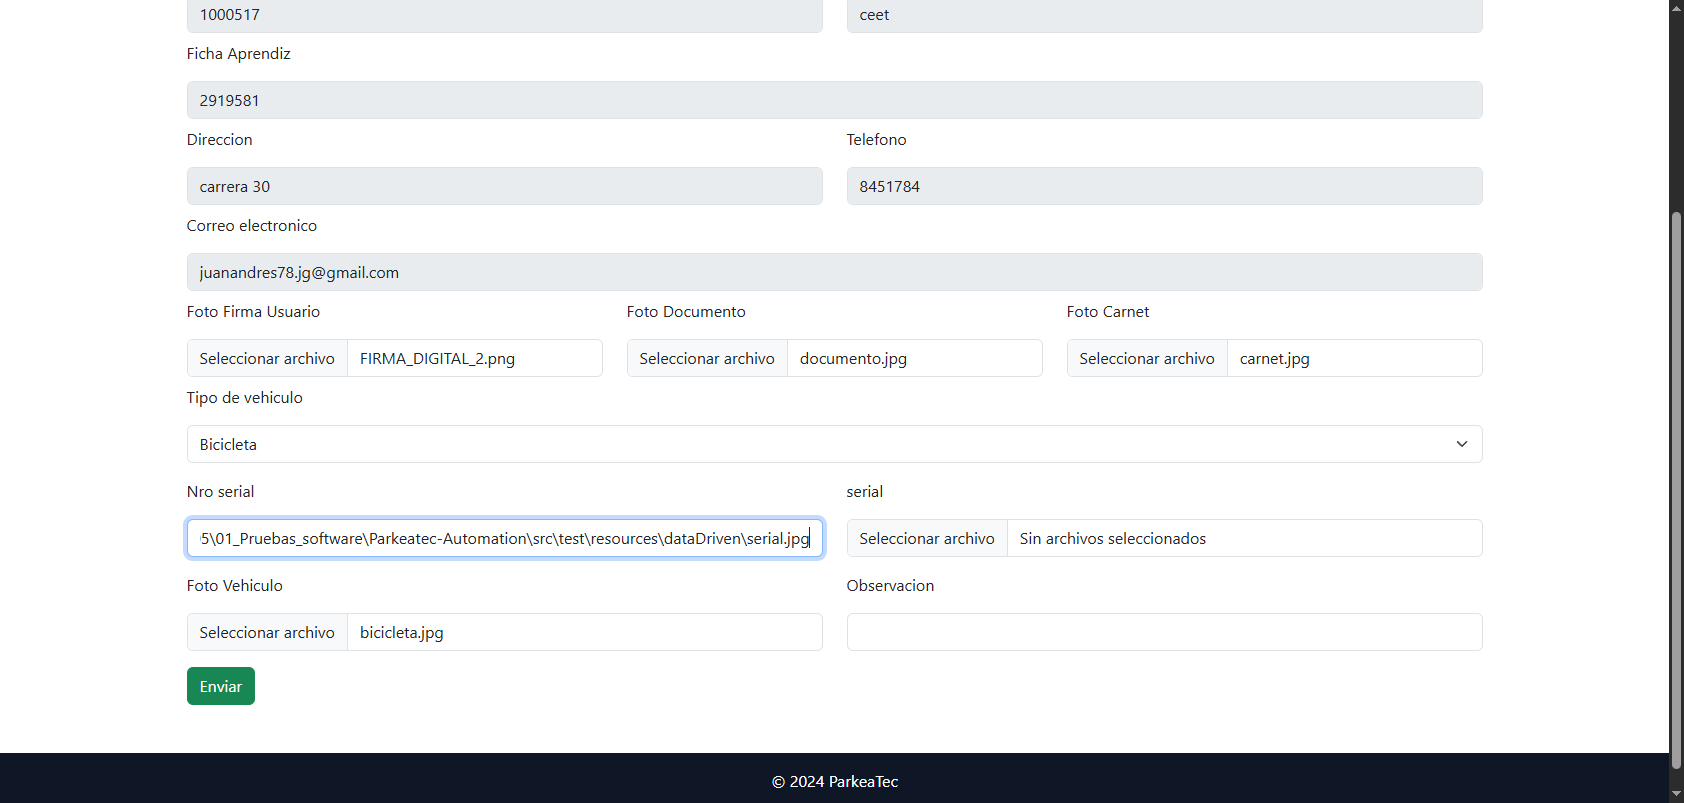 1000517 ceet
Ficha Aprendiz
2919581
Direccion Telefono
carrera 30 8451784
Correo electronico
juanandres78.jg@gmail.com
Foto Firma Usuario Foto Documento Foto Carnet
Seleccionar archivo FIRMA_DIGITAL_2.png Seleccionar archivo documento.jpg Seleccionar archivo carnet.jpg
Tipo de vehiculo
Bicicleta
Nro serial serial
5\01_Pruebas_software\Parkeatec-Automation\src\test\resources\dataDriven\serial.jpg Seleccionar archivo Sin archivos seleccionados
Foto Vehiculo Observacion
Seleccionar archivo bicicleta.jpg
Enviar
© 2024 ParkeaTec